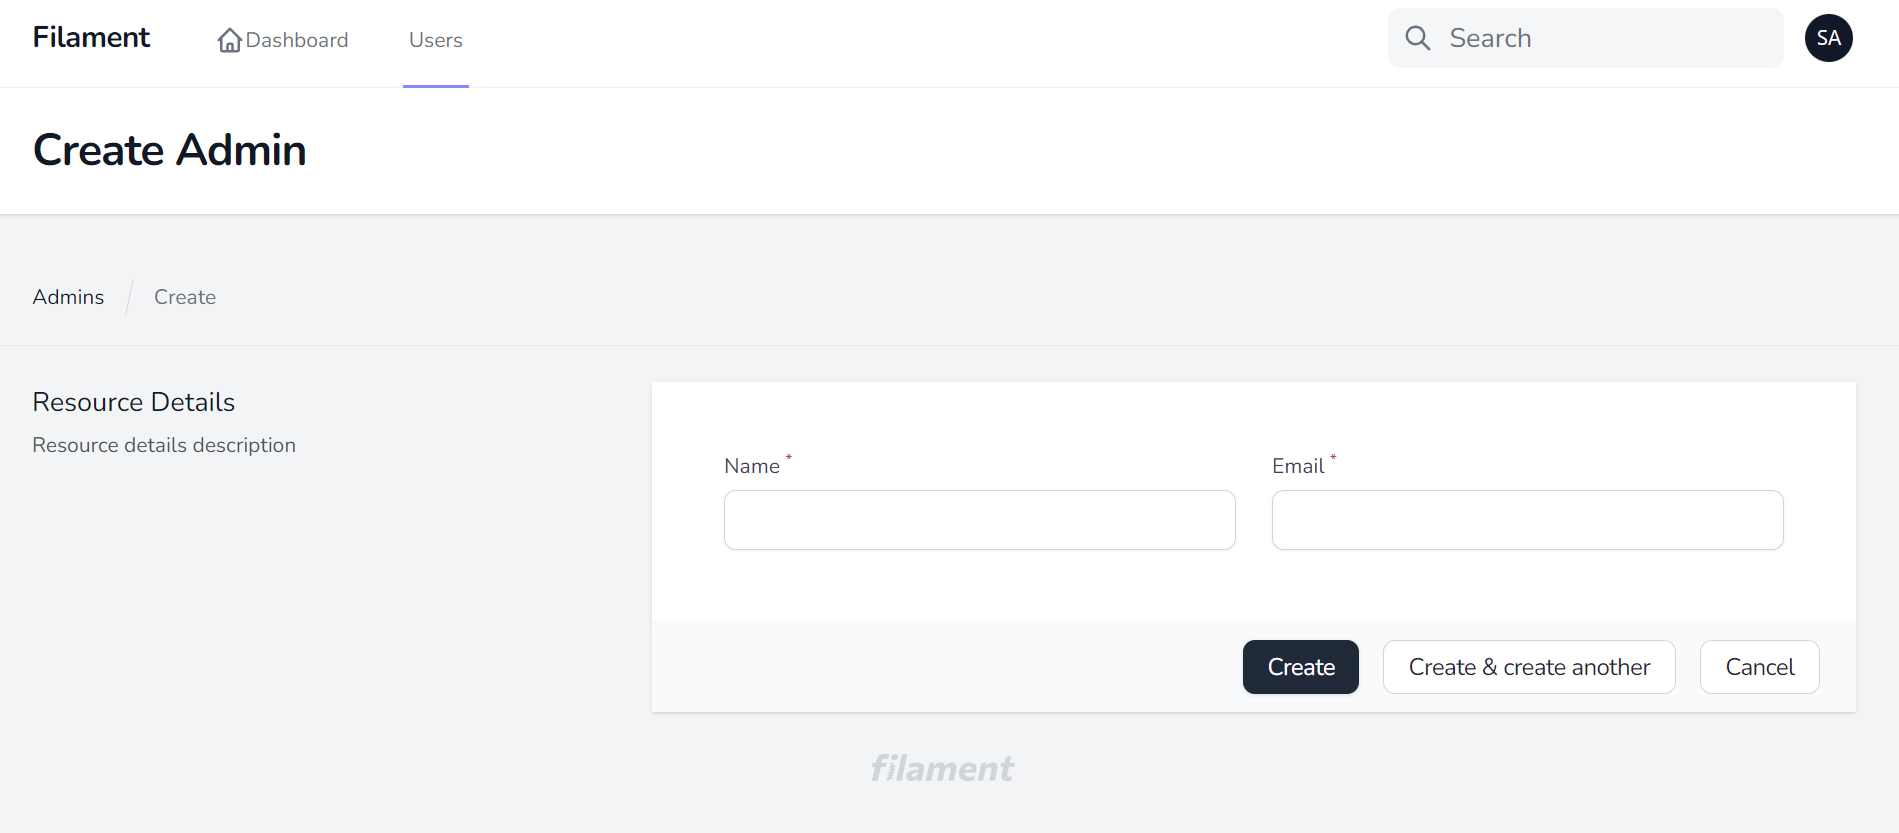 Filament
Dashboard
Users
Search
SA
Create Admin
Admins
Create
Resource Details
Resource details description
Name *
Email *
Create
Create & create another
Cancel
filament